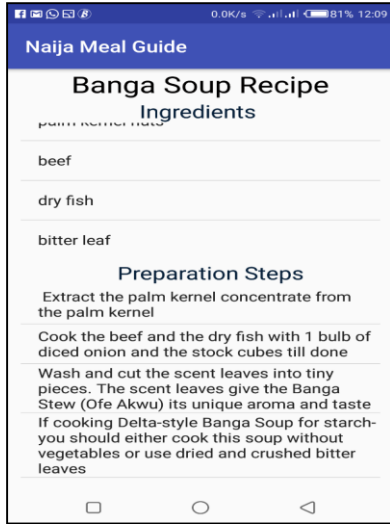 0.0K/s 81% 12:09
Naija Meal Guide
Banga Soup Recipe
Ingredients
palm kernel nuts
beef
dry fish
bitter leaf
Preparation Steps
Extract the palm kernel concentrate from
the palm kernel
Cook the beef and the dry fish with 1 bulb of
diced onion and the stock cubes till done
Wash and cut the scent leaves into tiny
pieces. The scent leaves give the Banga
Stew (Ofe Akwu) its unique aroma and taste
If cooking Delta-style Banga Soup for starch-
you should either cook this soup without
vegetables or use dried and crushed bitter
leaves